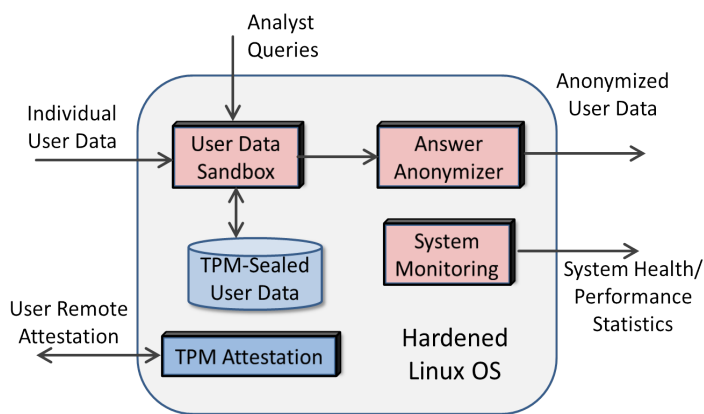 Analyst
Queries
Individual
User Data
User Data
Sandbox
Answer
Anonymizer
Anonymized
User Data
TPM-Sealed
User Data
System
Monitoring
System Health/
Performance
Statistics
User Remote
Attestation
TPM Attestation
Hardened
Linux OS